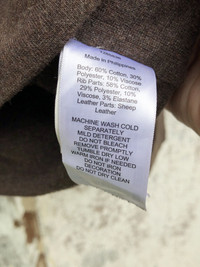 Made in Philippines
Body: 60% Cotton, 30%
Polyester, 10% Viscose
Rib Parts: 58% Cotton,
29% Polyester, 10%
Viscose, 3% Elastane
Leather Parts: Sheep
Leather
MACHINE WASH COLD
SEPARATELY
MILD DETERGENT
DO NOT BLEACH
REMOVE PROMPTLY
TUMBLE DRY LOW
WARM IRON IF NEEDED
DO NOT IRON
DECORATION
DO NOT DRY CLEAN